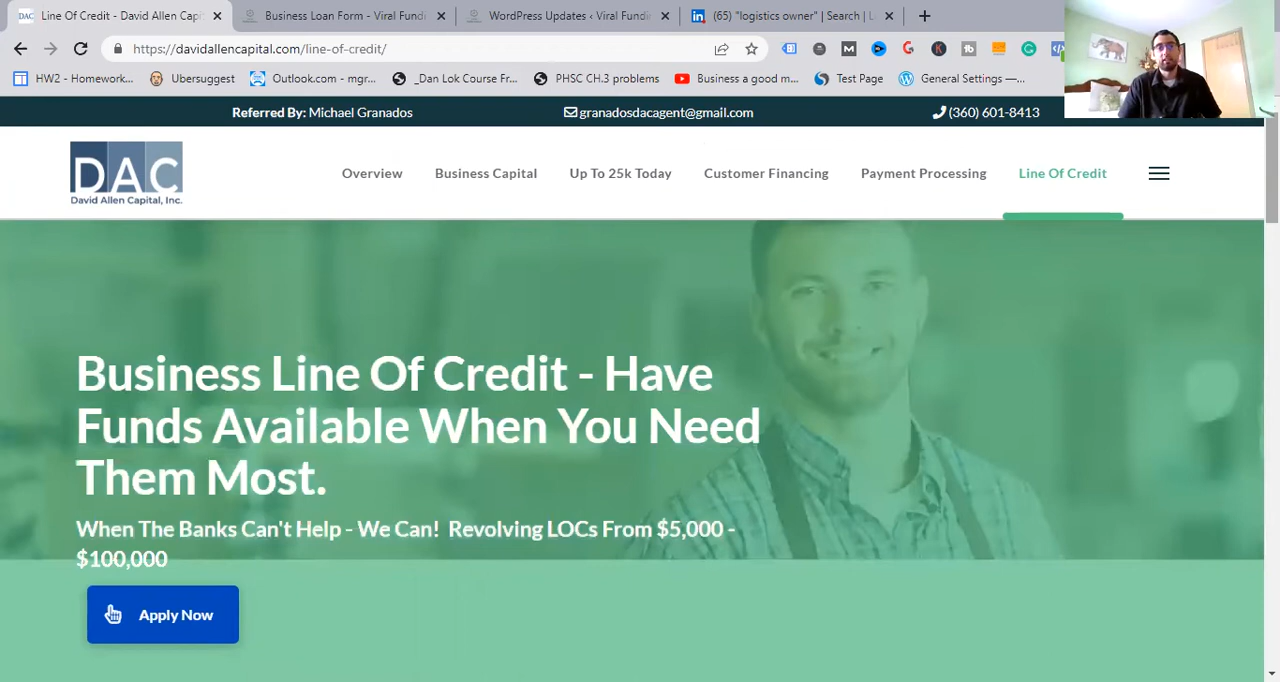 Line Of Credit - David Allen Capi
Business Loan Form - Viral Fundi
WordPress Updates ‹ Viral Fundin
(65) "logistics owner" | Search | L
https://davidallencapital.com/line-of-credit/
HW2 - Homework...
Ubersuggest
Outlook.com - mgr...
_Dan Lok Course Fr...
PHSC CH.3 problems
Business a good m...
Test Page
General Settings —...
Referred By: Michael Granados
granadosdacagent@gmail.com
(360) 601-8413
DAC
David Allen Capital, Inc.
Overview
Business Capital
Up To 25k Today
Customer Financing
Payment Processing
Line Of Credit
Business Line Of Credit - Have
Funds Available When You Need
Them Most.
When The Banks Can't Help - We Can! Revolving LOCs From $5,000 -
$100,000
Apply Now